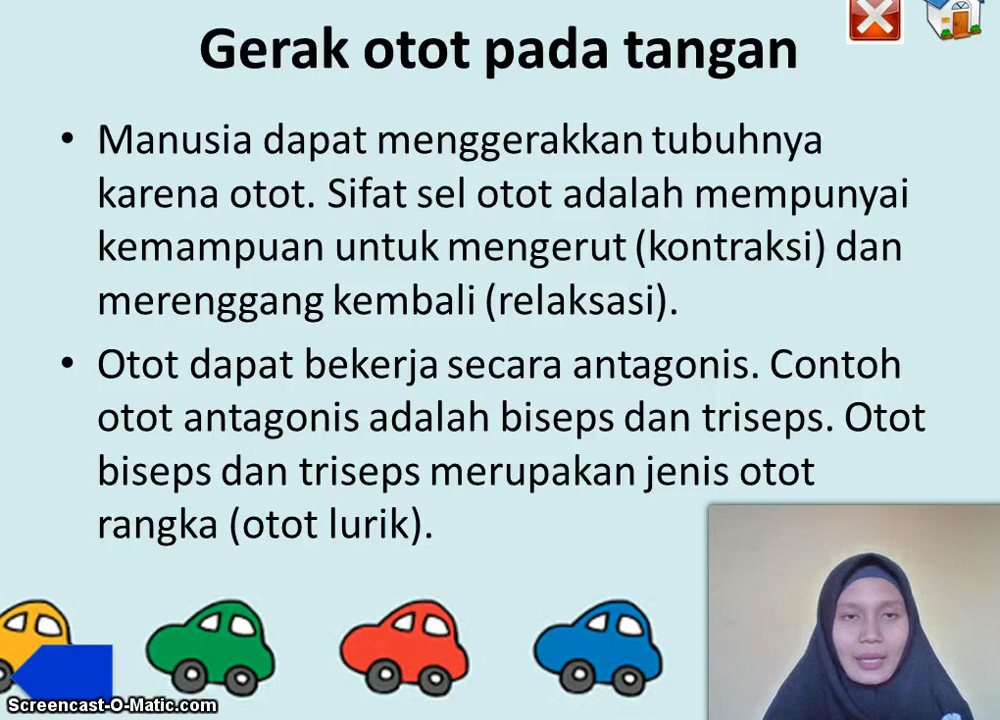 Gerak otot pada tangan
• Manusia dapat menggerakkan tubuhnya
karena otot. Sifat sel otot adalah mempunyai
kemampuan untuk mengerut (kontraksi) dan
merenggang kembali (relaksasi).
• Otot dapat bekerja secara antagonis. Contoh
otot antagonis adalah biseps dan triseps. Otot
biseps dan triseps merupakan jenis otot
rangka (otot lurik).
Screencast-O-Matic.com